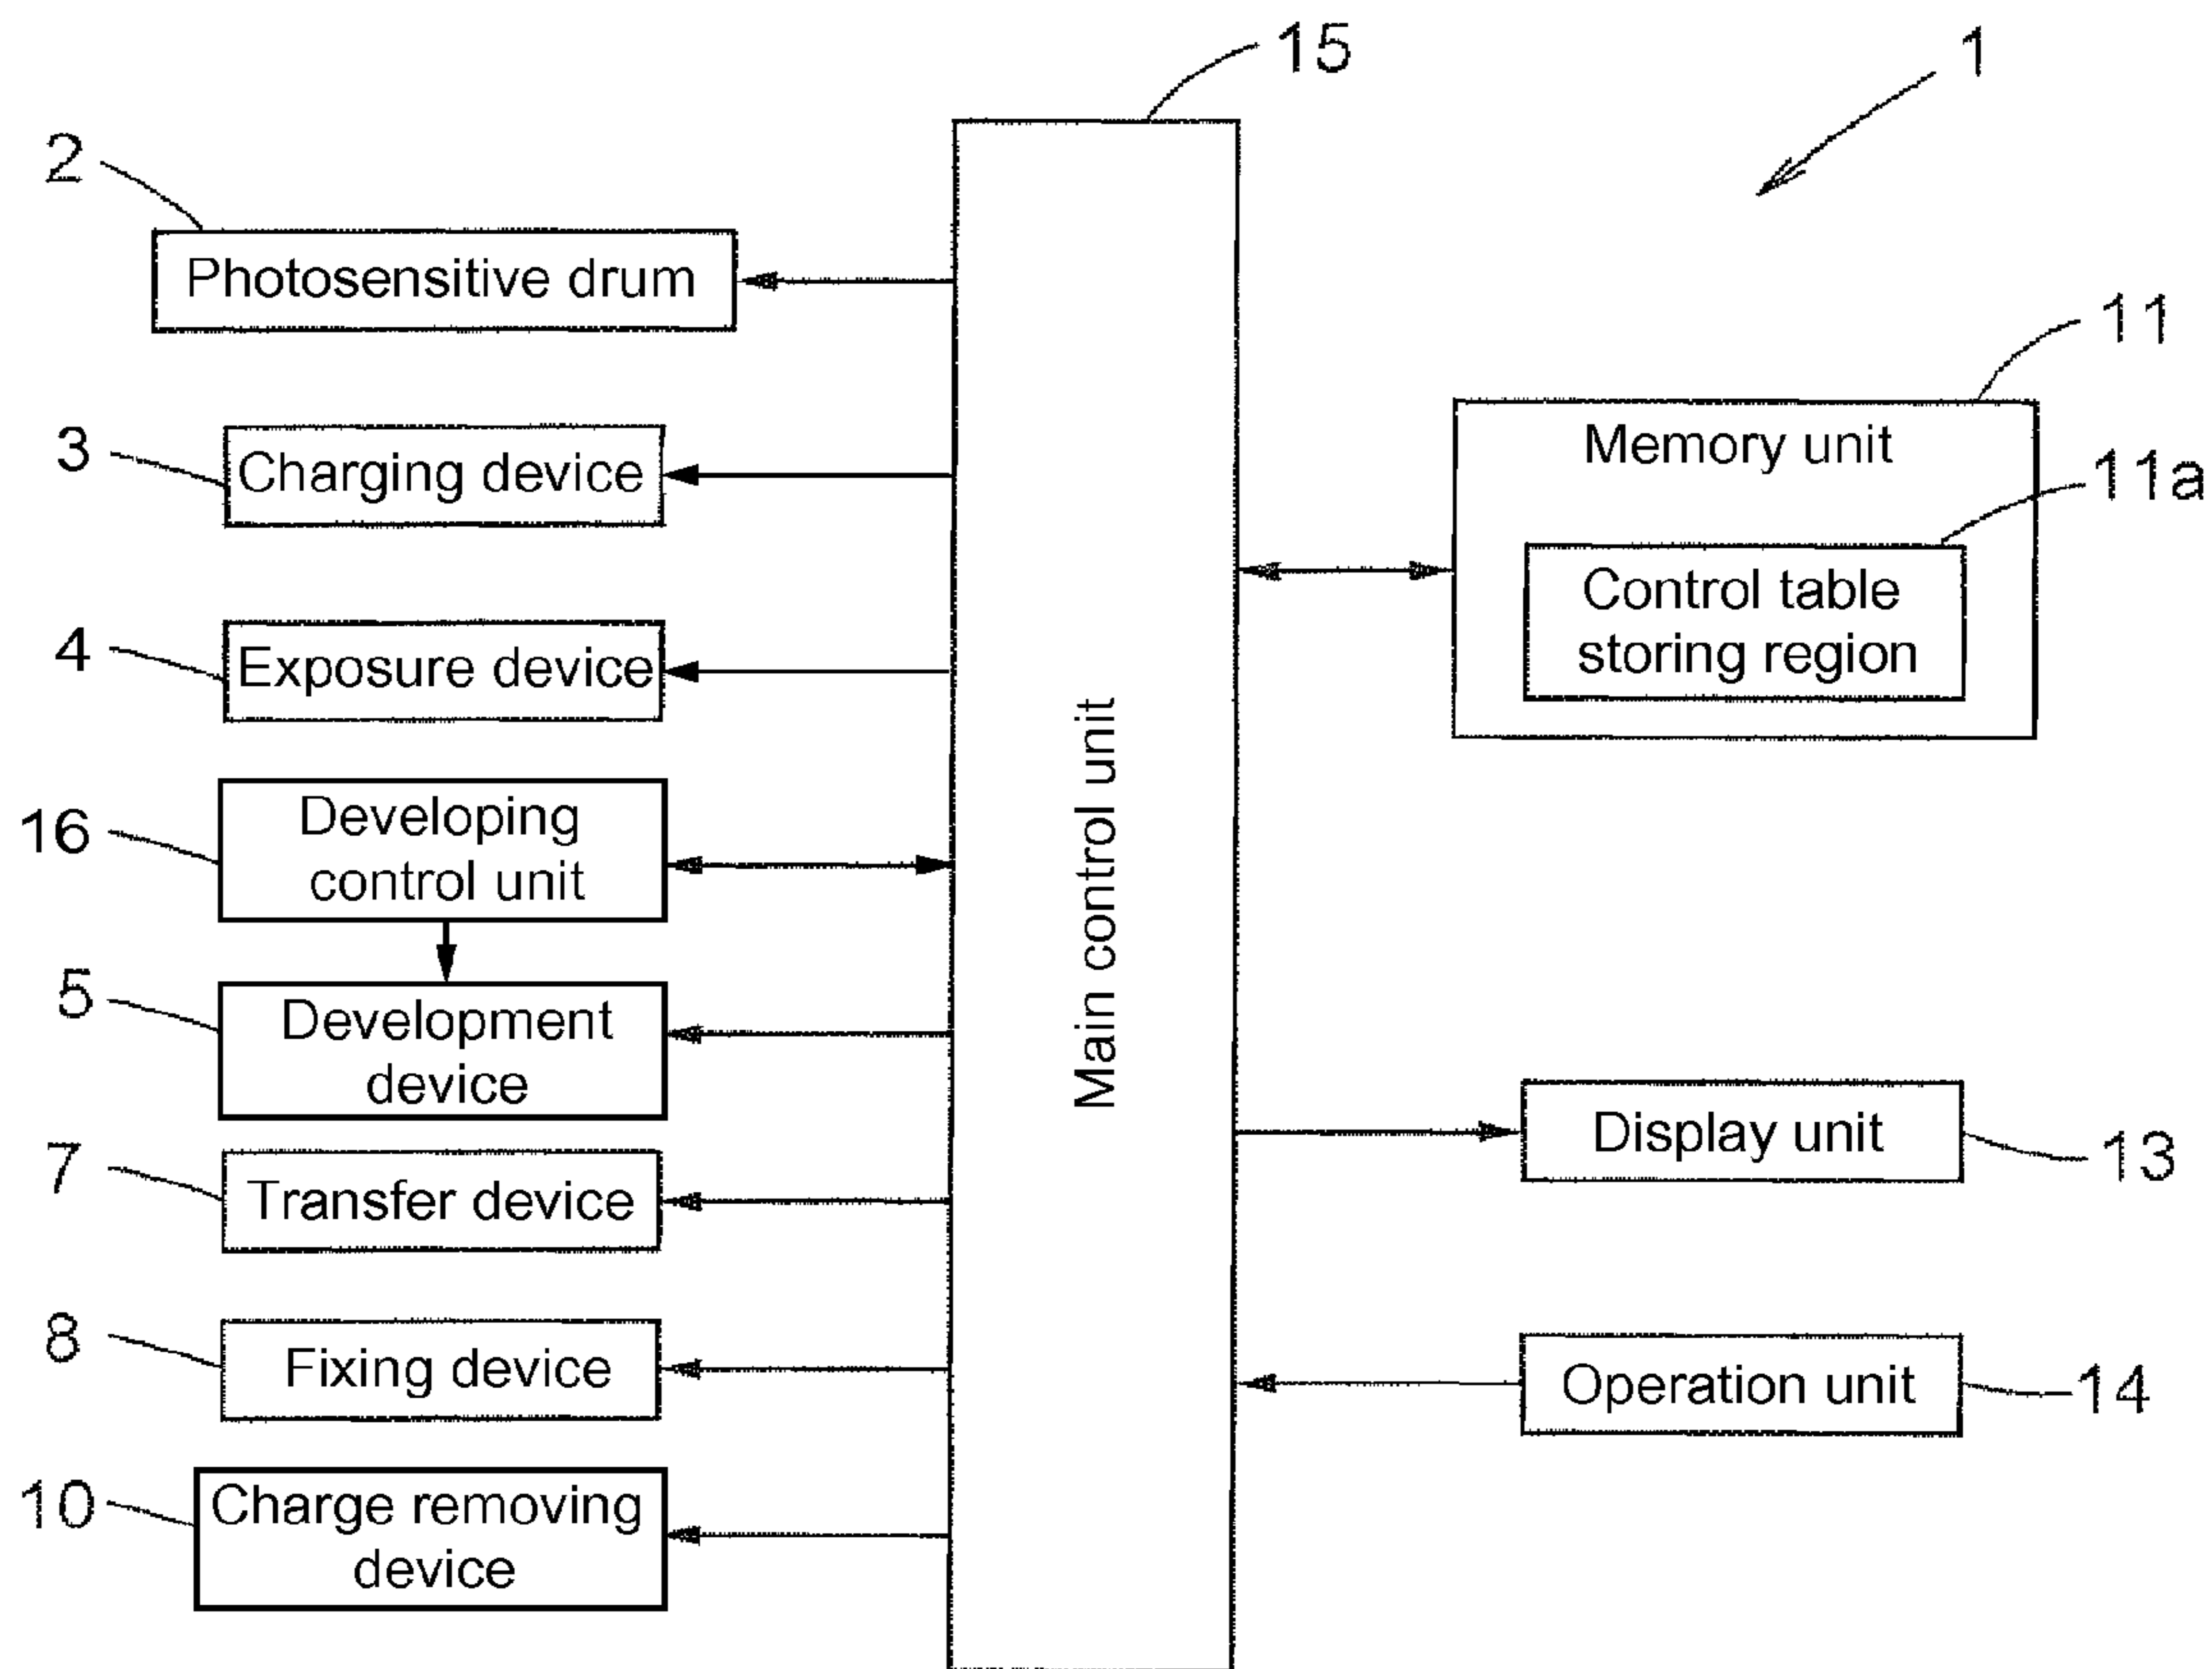 15
1
2
Photosensitive drum
11
Memory unit
3
Charging device
11a
Control table
storing region
4
Exposure device
Main control unit
16
Developing
control unit
5
Development
device
7
Transfer device
Display unit
13
8
Fixing device
Operation unit
14
10
Charge removing
device